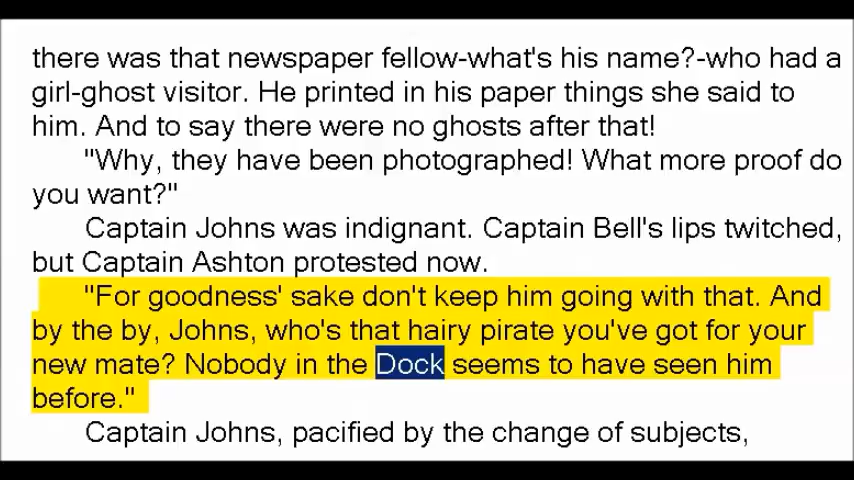 there was that newspaper fellow-what's his name?-who had a
girl-ghost visitor. He printed in his paper things she said to
him. And to say there were no ghosts after that!
"Why, they have been photographed! What more proof do
you want?"
Captain Johns was indignant. Captain Bell's lips twitched,
but Captain Ashton protested now.
"For goodness' sake don't keep him going with that. And
by the by, Johns, who's that hairy pirate you've got for your
new mate? Nobody in the Dock seems to have seen him
before."
Captain Johns, pacified by the change of subjects,